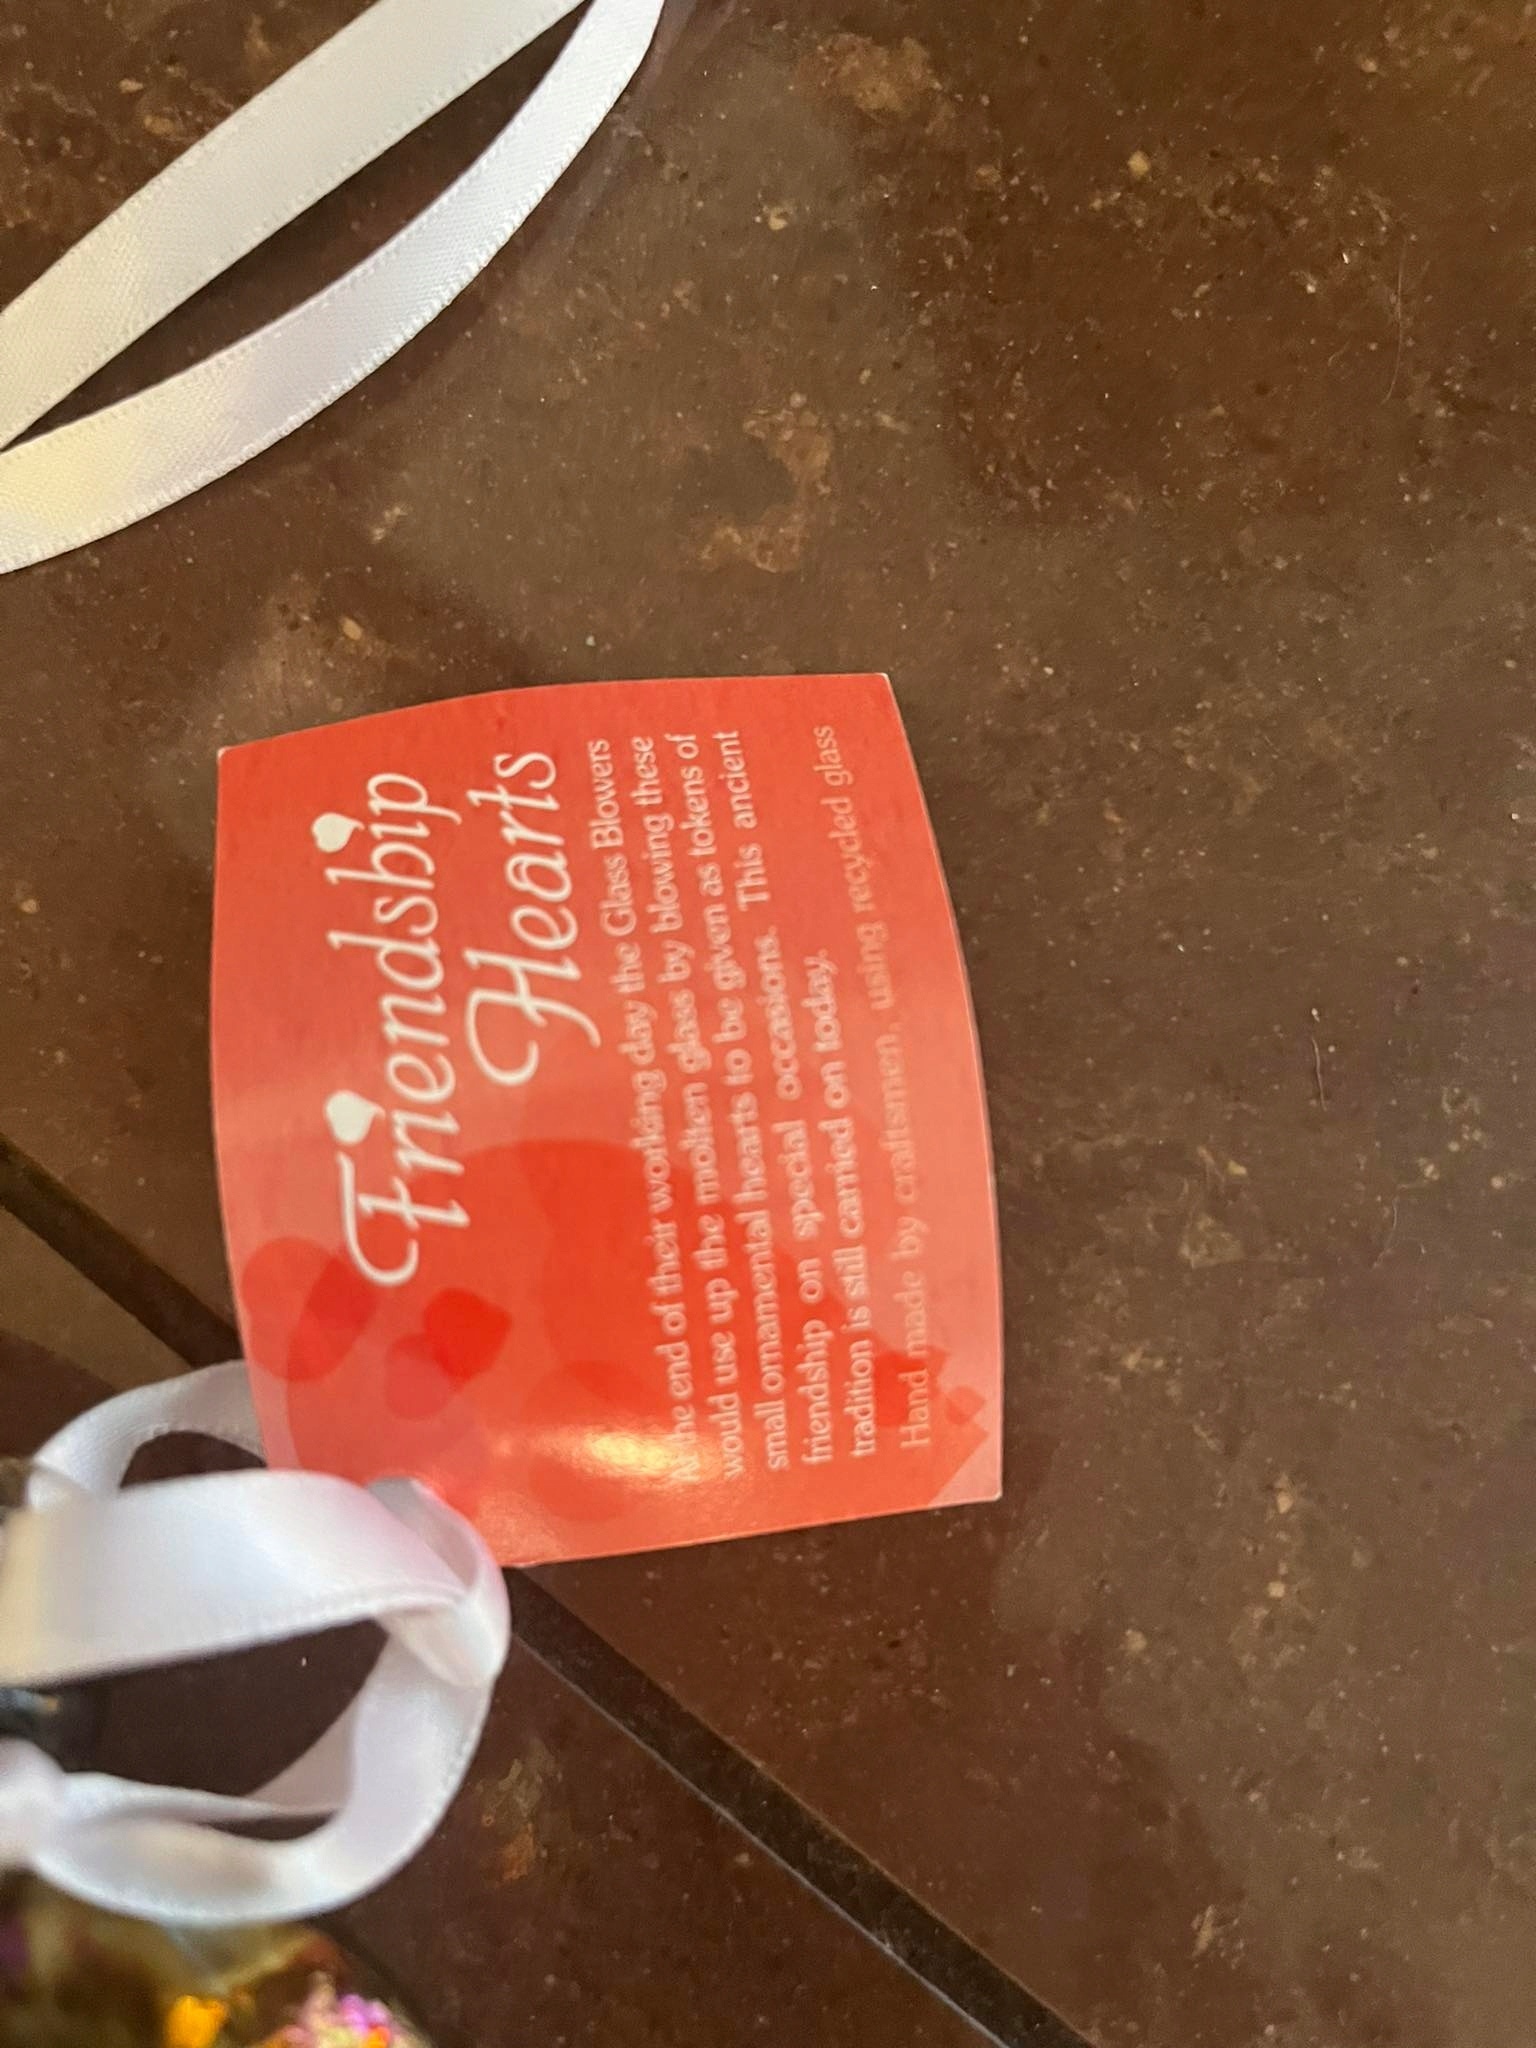 Friendship
Hearts
At the end of their working day the Glass Blowers
would use up the molten glass by blowing these
small ornamental hearts to be given as tokens of
friendship on special occasions. This ancient
tradition is still carried on today.
Hand made by craftsmen, using recycled glass